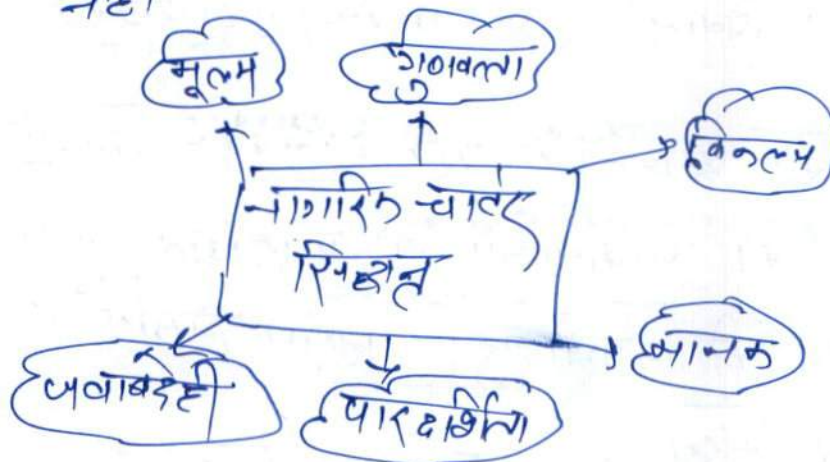 मूल्य
गुणवत्ता
विकल्प
नागरिक चार्टर
सिद्धान्त
मानक
जवाबदेही
पारदर्शिता